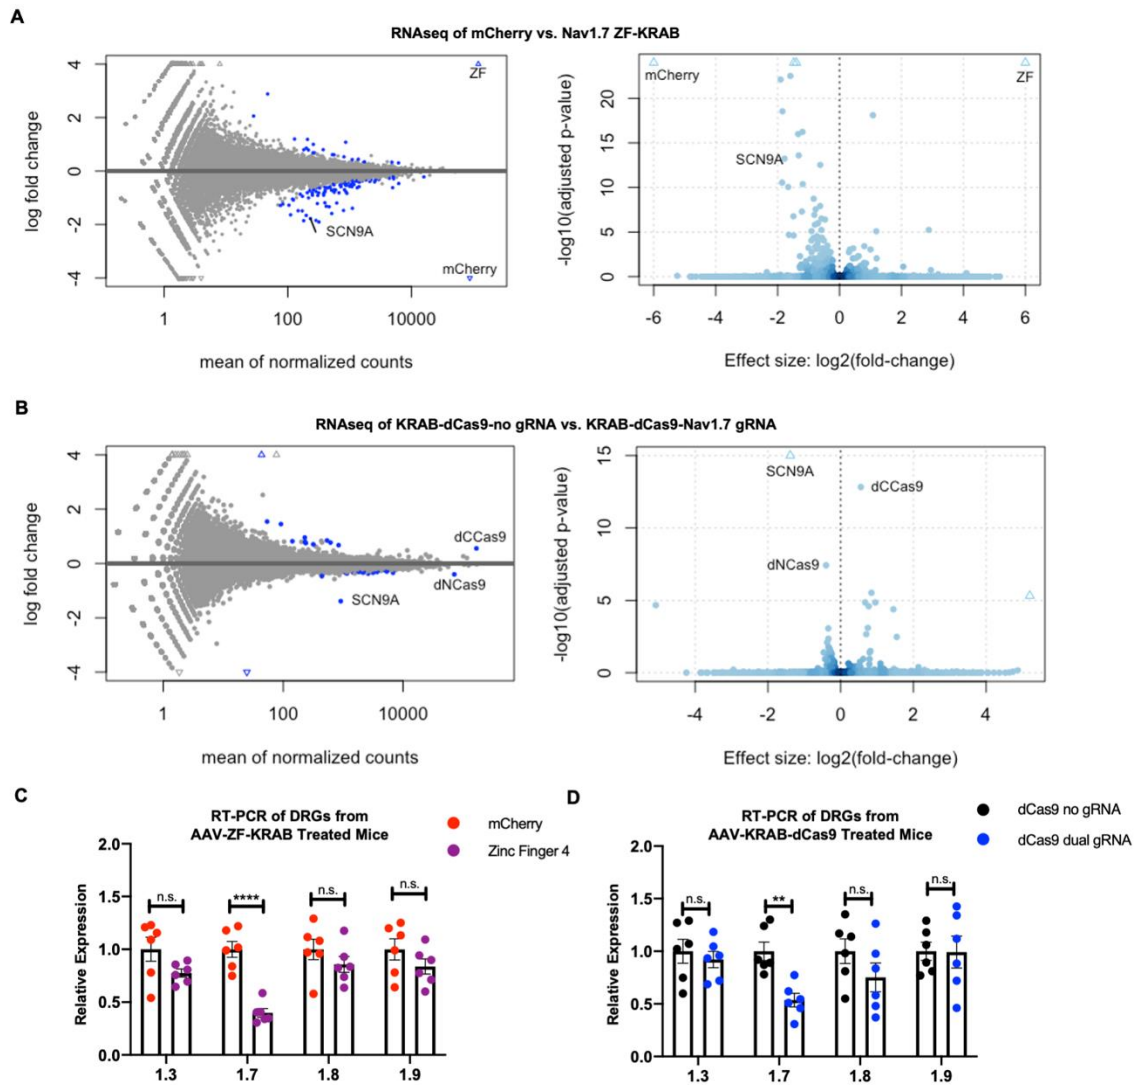 A
RNAseq of mCherry vs. Nav1.7 ZF-KRAB
log fold change
4
2
0
-2
-4
ZF
SCN9A
mCherry
1
100
10000
mean of normalized counts
-log10(adjusted p-value)
20
15
10
5
0
mCherry
ZF
SCN9A
-6
-4
-2
0
2
4
6
Effect size: log2(fold-change)
B
RNAseq of KRAB-dCas9-no gRNA vs. KRAB-dCas9-Nav1.7 gRNA
log fold change
4
2
0
-2
-4
dCCas9
dNCas9
SCN9A
1
100
10000
mean of normalized counts
-log10(adjusted p-value)
15
10
5
0
SCN9A
dCCas9
dNCas9
-4
-2
0
2
4
Effect size: log2(fold-change)
C
RT-PCR of DRGs from
AAV-ZF-KRAB Treated Mice
mCherry
Zinc Finger 4
Relative Expression
2.0
1.5
1.0
0.5
0.0
n.s.
****
n.s.
n.s.
1.3
1.7
1.8
1.9
D
RT-PCR of DRGs from
AAV-KRAB-dCas9 Treated Mice
dCas9 no gRNA
dCas9 dual gRNA
Relative Expression
2.0
1.5
1.0
0.5
0.0
n.s.
**
n.s.
n.s.
1.3
1.7
1.8
1.9